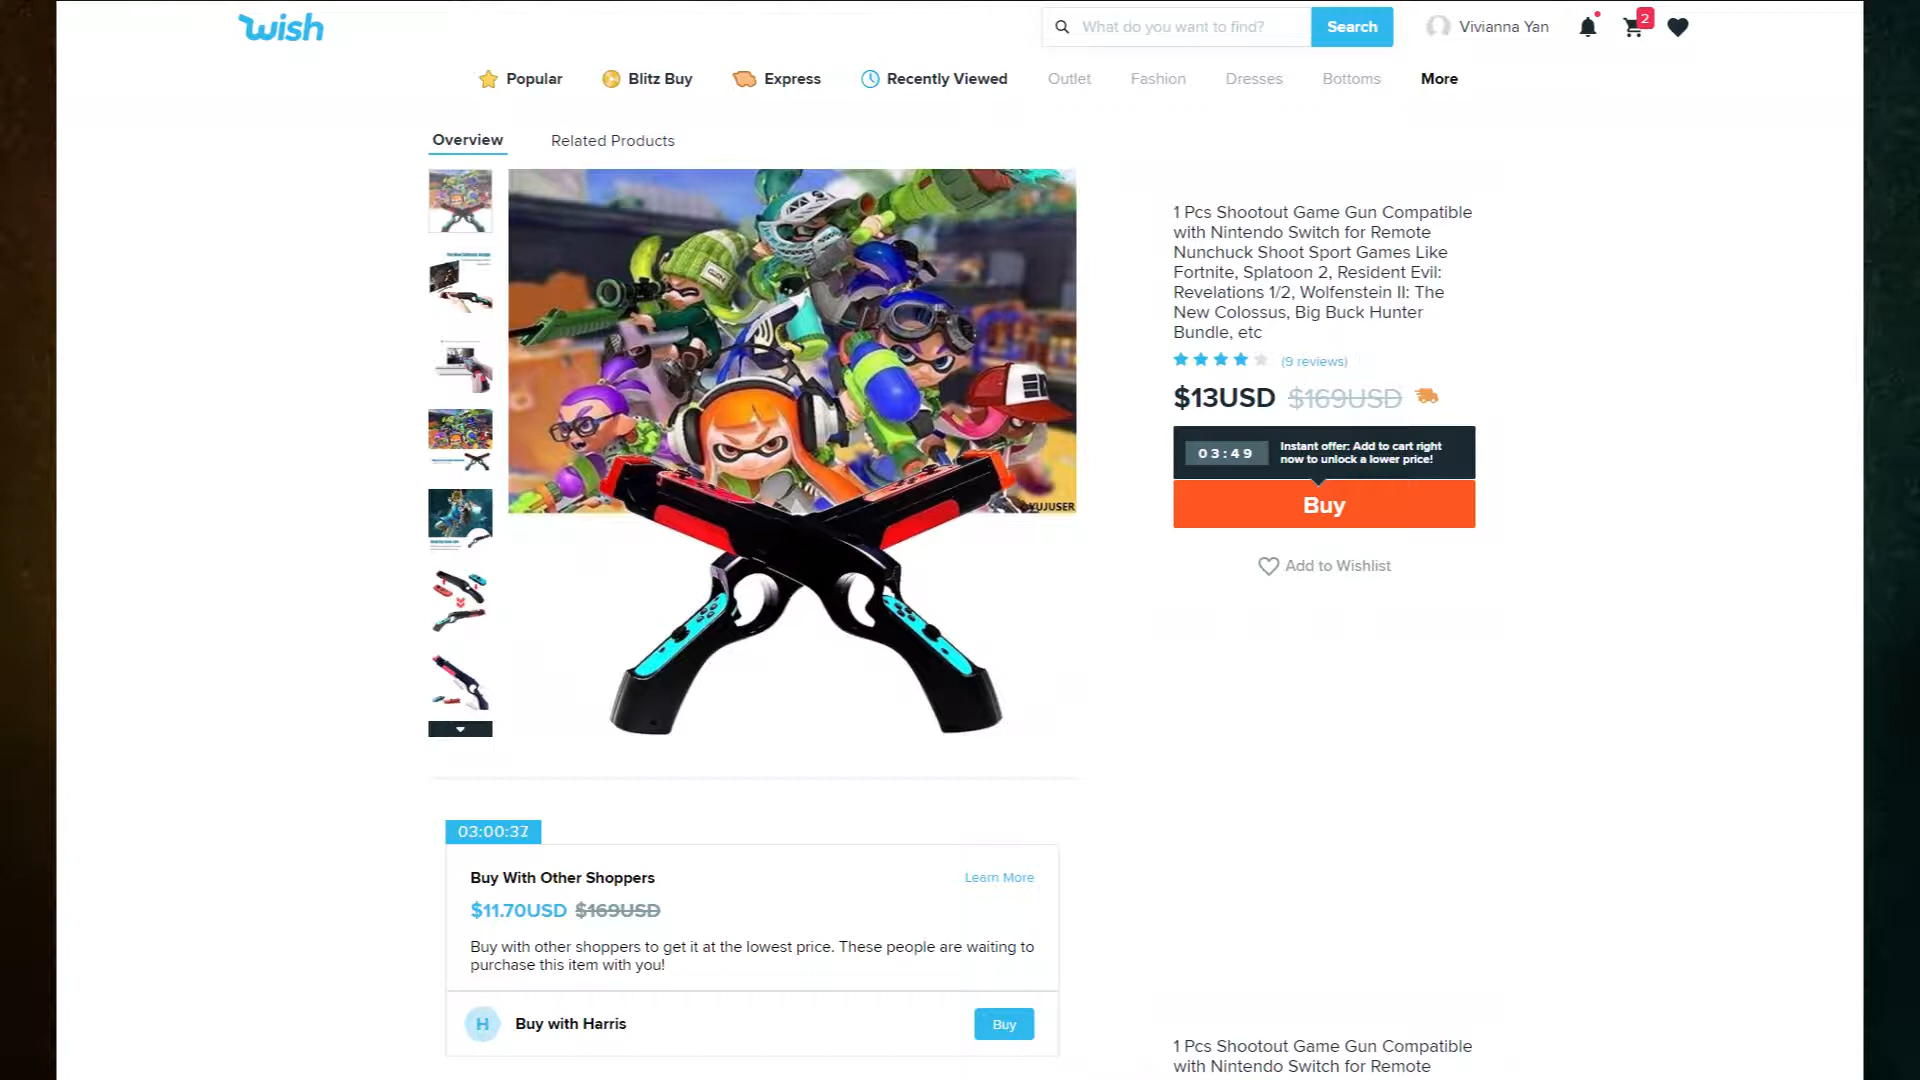 wish
What do you want to find?
Search
Vivianna Yan
2
Popular
Blitz Buy
Express
Recently Viewed
Outlet
Fashion
Dresses
Bottoms
More
Overview
Related Products
1 Pcs Shootout Game Gun Compatible
with Nintendo Switch for Remote
Nunchuck Shoot Sport Games Like
Fortnite, Splatoon 2, Resident Evil:
Revelations 1/2, Wolfenstein II: The
New Colossus, Big Buck Hunter
Bundle, etc
(9 reviews)
$13USD $169USD
03:49
Instant offer: Add to cart right
now to unlock a lower price!
Buy
Add to Wishlist
03:00:37
Buy With Other Shoppers
Learn More
$11.70USD $169USD
Buy with other shoppers to get it at the lowest price. These people are waiting to
purchase this item with you!
H
Buy with Harris
Buy
1 Pcs Shootout Game Gun Compatible
with Nintendo Switch for Remote